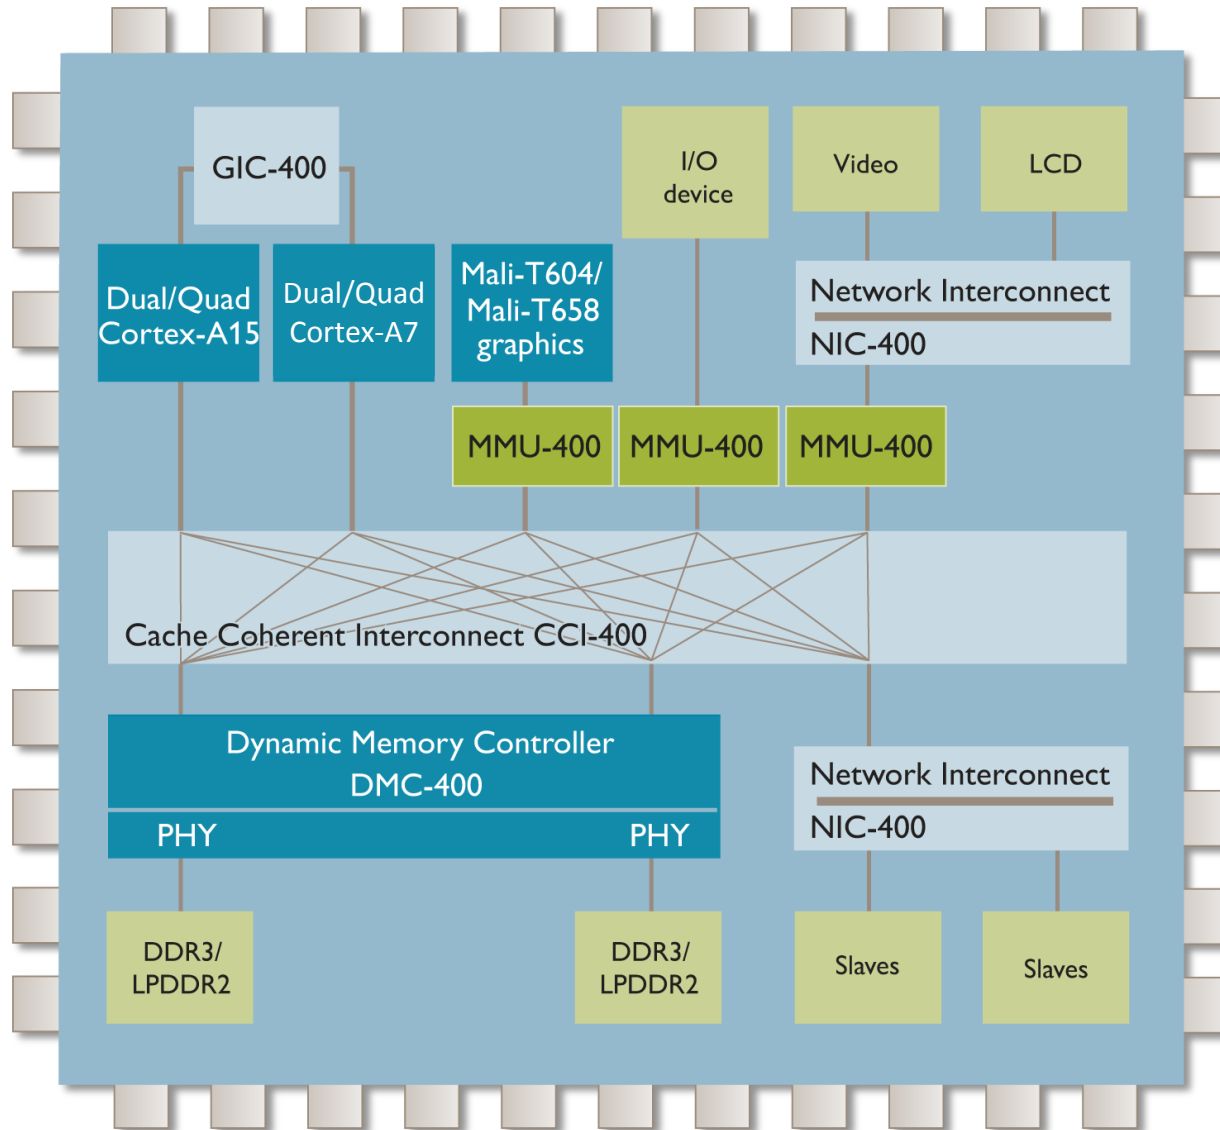 GIC-400
I/O
device
Video
LCD
Dual/Quad
Cortex-A15
Dual/Quad
Cortex-A7
Mali-T604/
Mali-T658
graphics
Network Interconnect
NIC-400
MMU-400
MMU-400
MMU-400
Cache Coherent Interconnect CCI-400
Dynamic Memory Controller
DMC-400
PHY
PHY
Network Interconnect
NIC-400
DDR3/
LPDDR2
DDR3/
LPDDR2
Slaves
Slaves